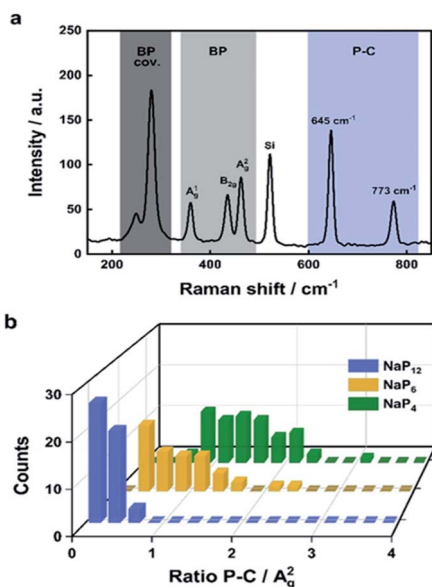 a
250
200
150
100
50
0
Intensity / a.u.
BP
cov.
BP
P-C
A¹g
B₂g
A²g
Si
645 cm⁻¹
773 cm⁻¹
200
400
600
800
Raman shift / cm⁻¹
b
30
20
10
0
Counts
NaP₁₂
NaP₆
NaP₄
0
1
2
3
4
Ratio P-C / A²g